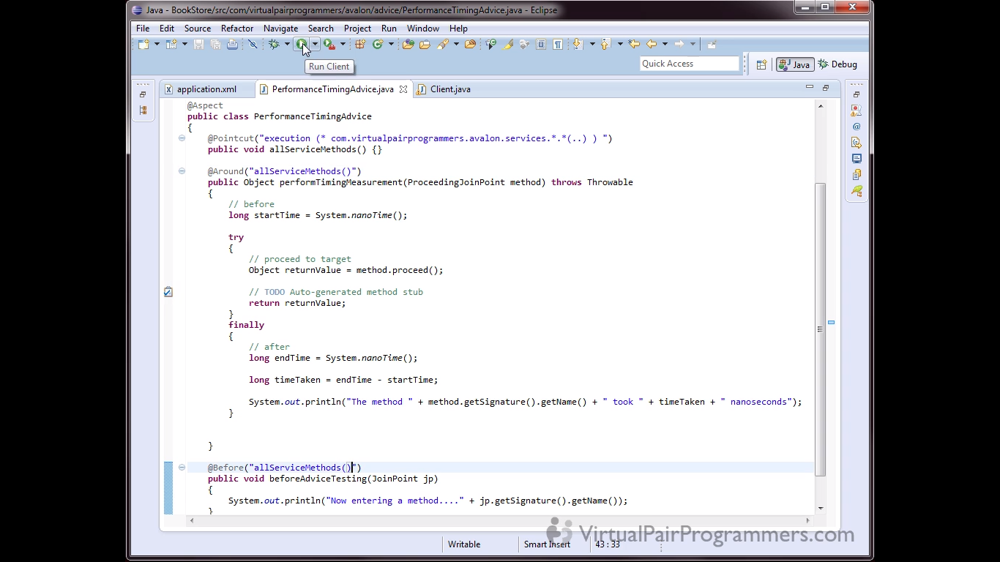 Java - BookStore/src/com/virtualpairprogrammers/avalon/advice/PerformanceTimingAdvice.java - Eclipse
File Edit Source Refactor Navigate Search Project Run Window Help
Run Client
Quick Access
Java
Debug
application.xml
PerformanceTimingAdvice.java
Client.java
@Aspect
public class PerformanceTimingAdvice
{
@Pointcut("execution (* com.virtualpairprogrammers.avalon.services.*.*(..) ) ")
public void allServiceMethods() {}
@Around("allServiceMethods()")
public Object performTimingMeasurement(ProceedingJoinPoint method) throws Throwable
{
// before
long startTime = System.nanoTime();
try
{
// proceed to target
Object returnValue = method.proceed();
// TODO Auto-generated method stub
return returnValue;
}
finally
{
// after
long endTime = System.nanoTime();
long timeTaken = endTime - startTime;
System.out.println("The method " + method.getSignature().getName() + " took " + timeTaken + " nanoseconds");
}
}
@Before("allServiceMethods()")
public void beforeAdviceTesting(JoinPoint jp)
{
System.out.println("Now entering a method...." + jp.getSignature().getName());
}
VirtualPairProgrammers.com
Writable
Smart Insert
43 : 33